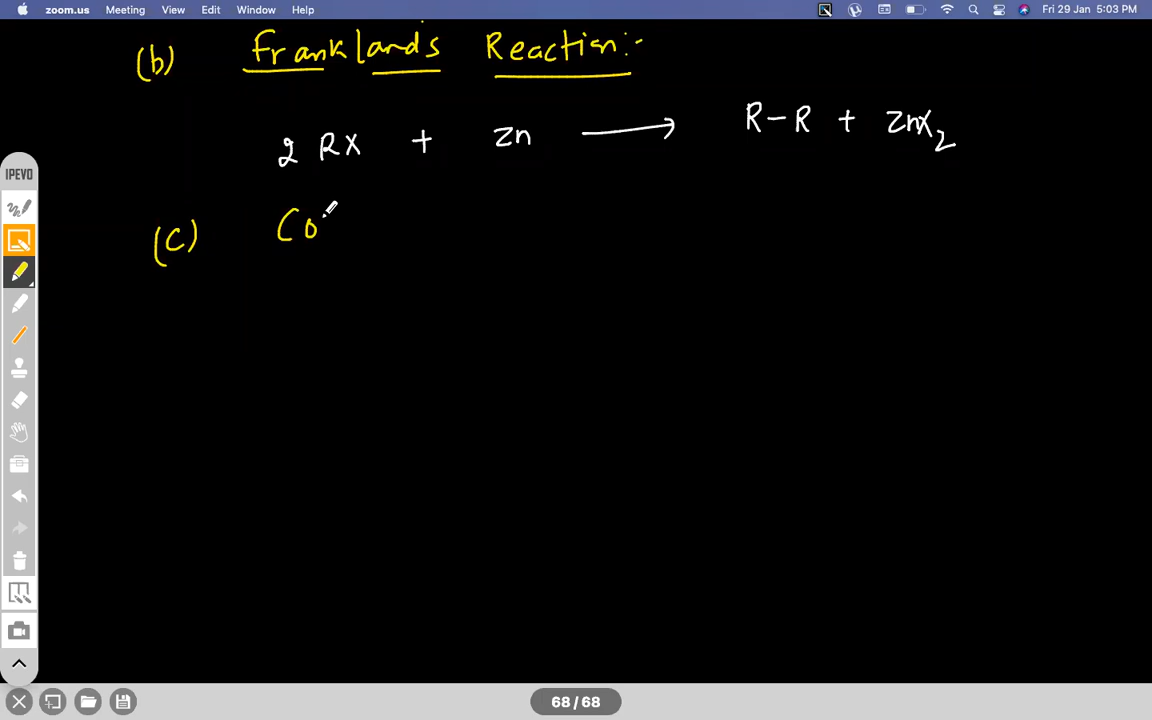 zoom.us Meeting View Edit Window Help Fri 29 Jan 5:03 PM
(b) Franklands Reaction:-
2 RX + zn ⟶ R-R + znX₂
IPEVO
(C) Co
68 / 68